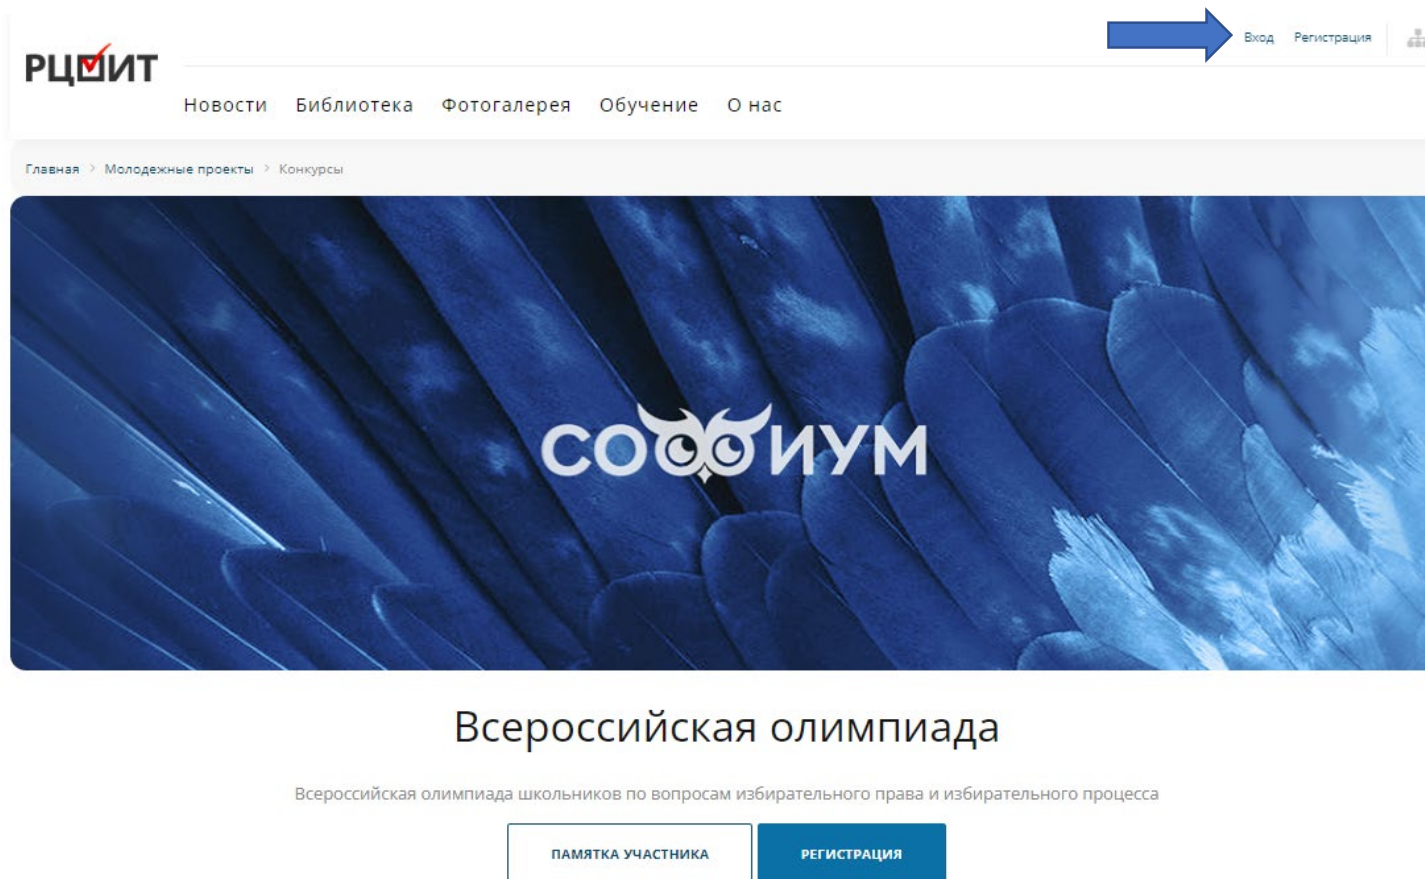 Вход Регистрация
РЦОИТ
Новости Библиотека Фотогалерея Обучение О нас
Главная > Молодежные проекты > Конкурсы
СОФИУМ
Всероссийская олимпиада
Всероссийская олимпиада школьников по вопросам избирательного права и избирательного процесса
ПАМЯТКА УЧАСТНИКА РЕГИСТРАЦИЯ